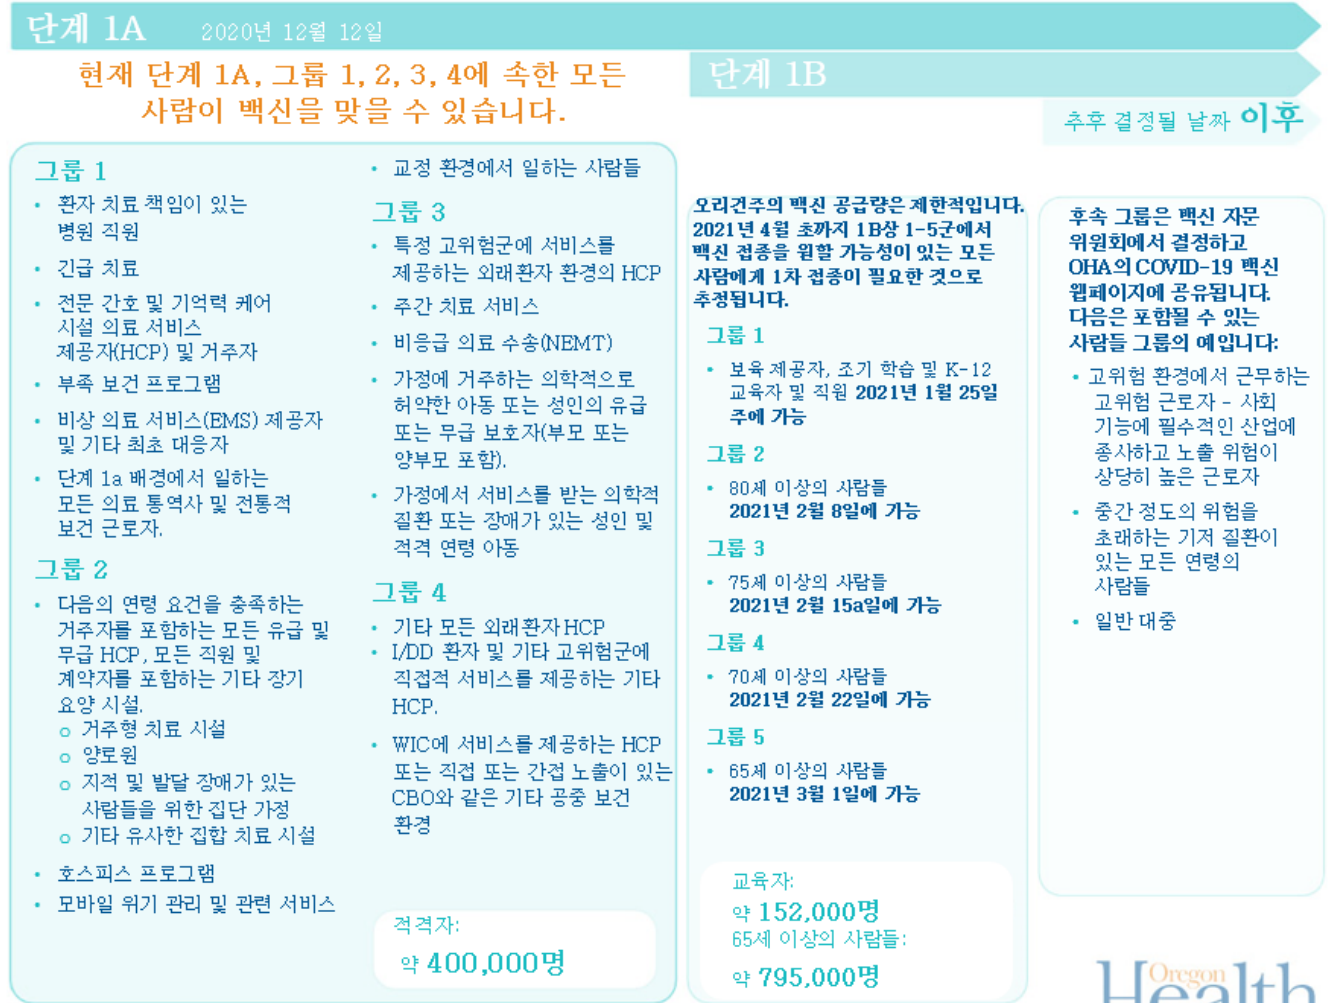 단계 1A 2020년 12월 12일
현재 단계 1A, 그룹 1, 2, 3, 4에 속한 모든
사람이 백신을 맞을 수 있습니다.
그룹 1
• 환자 치료 책임이 있는
병원 직원
• 긴급 치료
• 전문 간호 및 기억력 케어
시설 의료 서비스
제공자(HCP) 및 거주자
• 부족 보건 프로그램
• 비상 의료 서비스(EMS) 제공자
및 기타 최초 대응자
• 단계 1a 배경에서 일하는
모든 의료 통역사 및 전통적
보건 근로자.
그룹 2
• 다음의 연령 요건을 충족하는
거주자를 포함하는 모든 유급 및
무급 HCP, 모든 직원 및
계약자를 포함하는 기타 장기
요양 시설.
o 거주형 치료 시설
o 양로원
o 지적 및 발달 장애가 있는
사람들을 위한 집단 가정
o 기타 유사한 집합 치료 시설
• 호스피스 프로그램
• 모바일 위기 관리 및 관련 서비스
• 교정 환경에서 일하는 사람들
그룹 3
• 특정 고위험군에 서비스를
제공하는 외래환자 환경의 HCP
• 주간 치료 서비스
• 비응급 의료 수송(NEMT)
• 가정에 거주하는 의학적으로
허약한 아동 또는 성인의 유급
또는 무급 보호자(부모 또는
양부모 포함).
• 가정에서 서비스를 받는 의학적
질환 또는 장애가 있는 성인 및
적격 연령 아동
그룹 4
• 기타 모든 외래환자 HCP
• I/DD 환자 및 기타 고위험군에
직접적 서비스를 제공하는 기타
HCP.
• WIC에 서비스를 제공하는 HCP
또는 직접 또는 간접 노출이 있는
CBO와 같은 기타 공중 보건
환경
적격자:
약 400,000명
단계 1B
오리건주의 백신 공급량은 제한적입니다.
2021년 4월 초까지 1B상 1-5군에서
백신 접종을 원할 가능성이 있는 모든
사람에게 1차 접종이 필요한 것으로
추정됩니다.
그룹 1
• 보육 제공자, 조기 학습 및 K-12
교육자 및 직원 2021년 1월 25일
주에 가능
그룹 2
• 80세 이상의 사람들
2021년 2월 8일에 가능
그룹 3
• 75세 이상의 사람들
2021년 2월 15a일에 가능
그룹 4
• 70세 이상의 사람들
2021년 2월 22일에 가능
그룹 5
• 65세 이상의 사람들
2021년 3월 1일에 가능
교육자:
약 152,000명
65세 이상의 사람들:
약 795,000명
추후 결정될 날짜 이후
후속 그룹은 백신 자문
위원회에서 결정하고
OHA의 COVID-19 백신
웹페이지에 공유됩니다.
다음은 포함될 수 있는
사람들 그룹의 예입니다:
• 고위험 환경에서 근무하는
고위험 근로자 - 사회
기능에 필수적인 산업에
종사하고 노출 위험이
상당히 높은 근로자
• 중간 정도의 위험을
초래하는 기저 질환이
있는 모든 연령의
사람들
• 일반 대중
Oregon
Health